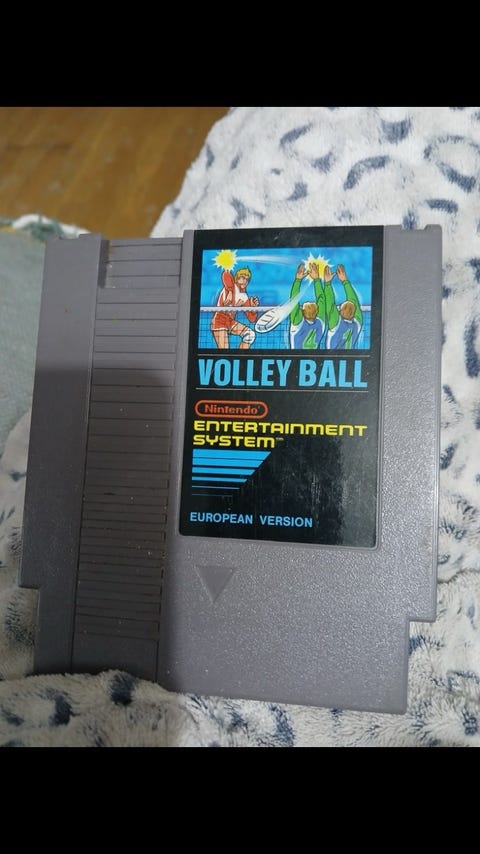 VOLLEY BALL
Nintendo
ENTERTAINMENT
SYSTEM
EUROPEAN VERSION